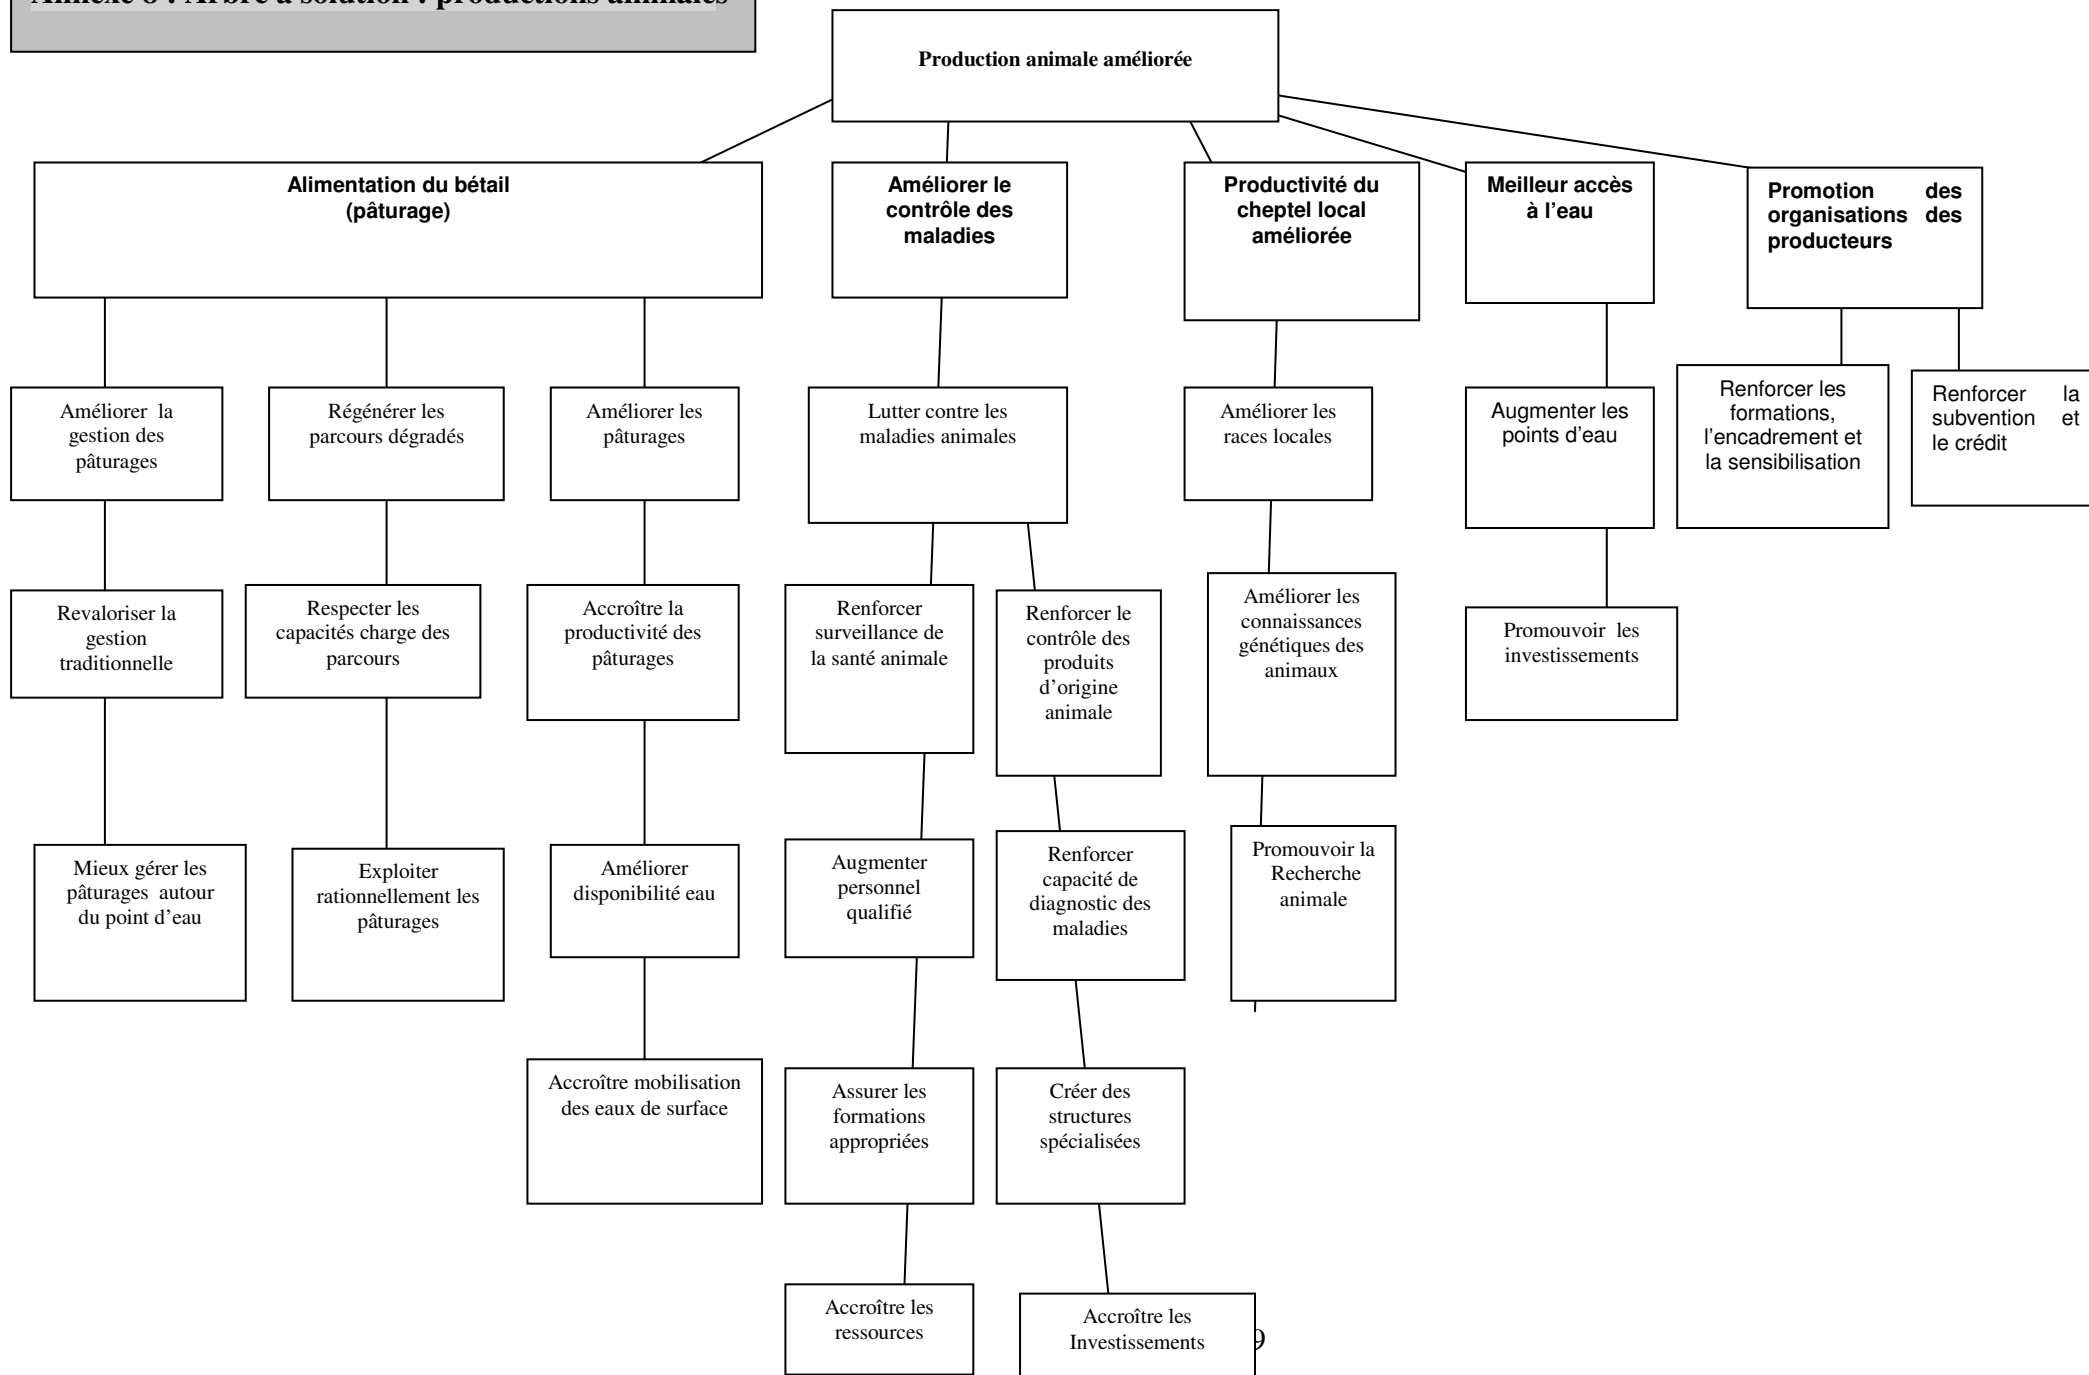 Annexe : Arbre à solution : productions animales
Production animale améliorée
Alimentation du bétail
(pâturage)
Améliorer le
contrôle des
maladies
Productivité du
cheptel local
améliorée
Meilleur accès
à l'eau
Promotion des
organisations des
producteurs
Améliorer la
gestion des
pâturages
Régénérer les
parcours dégradés
Améliorer les
pâturages
Lutter contre les
maladies animales
Améliorer les
races locales
Augmenter les
points d'eau
Renforcer les
formations,
l'encadrement et
la sensibilisation
Renforcer la
subvention et
le crédit
Revaloriser la
gestion
traditionnelle
Respecter les
capacités charge des
parcours
Accroître la
productivité des
pâturages
Renforcer
surveillance de
la santé animale
Renforcer le
contrôle des
produits
d'origine
animale
Améliorer les
connaissances
génétiques des
animaux
Promouvoir les
investissements
Mieux gérer les
pâturages autour
du point d'eau
Exploiter
rationnellement les
pâturages
Améliorer
disponibilité eau
Augmenter
personnel
qualifié
Renforcer
capacité de
diagnostic des
maladies
Promouvoir la
Recherche
animale
Accroître mobilisation
des eaux de surface
Assurer les
formations
appropriées
Créer des
structures
spécialisées
Accroître les
ressources
Accroître les
Investissements
9